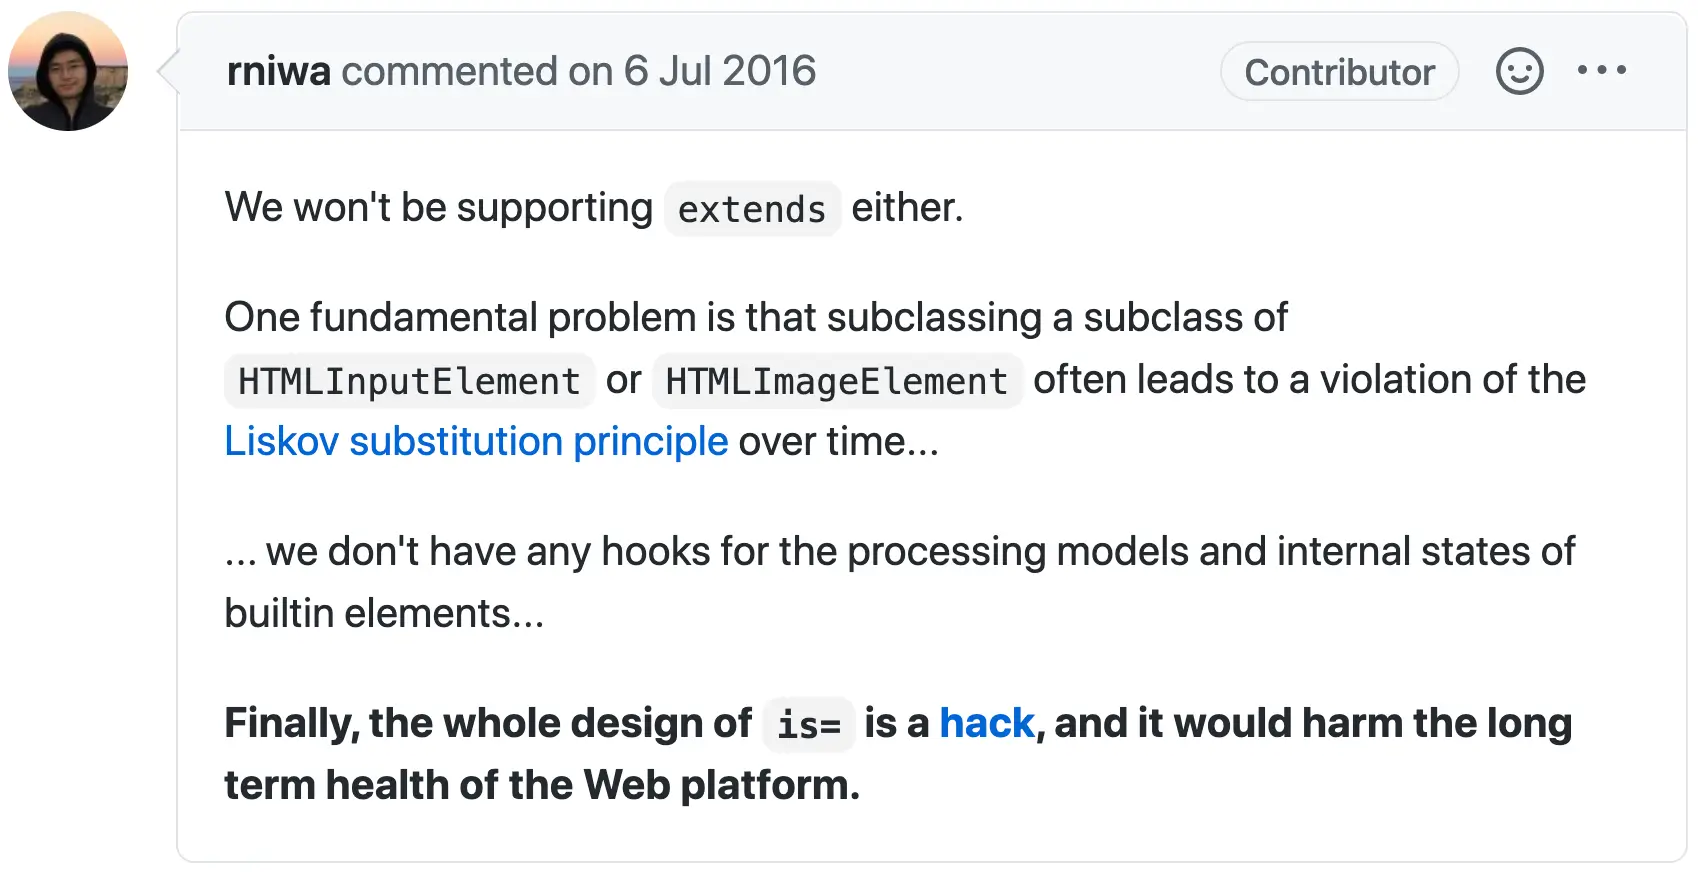 rniwa commented on 6 Jul 2016 Contributor
We won't be supporting extends either.
One fundamental problem is that subclassing a subclass of
HTMLInputElement or HTMLImageElement often leads to a violation of the
Liskov substitution principle over time...
... we don't have any hooks for the processing models and internal states of
builtin elements...
Finally, the whole design of is= is a hack, and it would harm the long
term health of the Web platform.